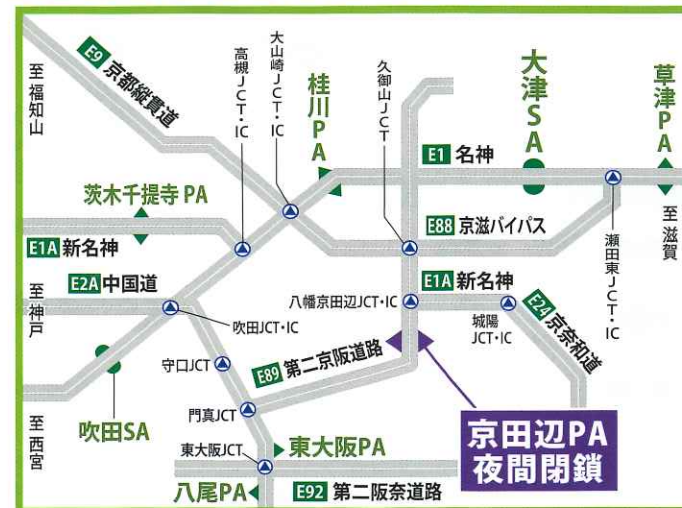 E9 京都縦貫道
至福知山
高槻JCT・IC
大山崎JCT・IC
桂川PA
久御山JCT
大津SA
草津PA
E1 名神
茨木千提寺PA
E88 京滋バイパス
至滋賀
瀬田東JCT・IC
E1A 新名神
E2A 中国道
E1A 新名神
八幡京田辺JCT・IC
城陽JCT・IC
E24 京奈和道
至神戸
吹田JCT・IC
守口JCT
E89 第二京阪道路
至西宮
吹田SA
門真JCT
東大阪JCT
東大阪PA
八尾PA
E92 第二阪奈道路
京田辺PA
夜間閉鎖